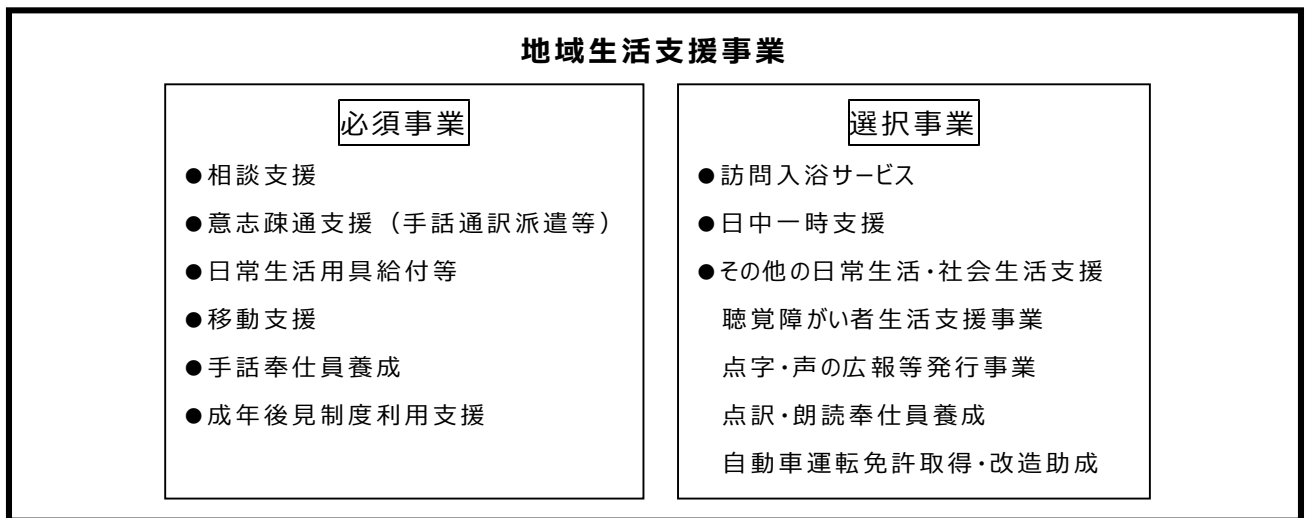 地域生活支援事業
必須事業
●相談支援
●意志疎通支援（手話通訳派遣等）
●日常生活用具給付等
●移動支援
●手話奉仕員養成
●成年後見制度利用支援
選択事業
●訪問入浴サービス
●日中一時支援
●その他の日常生活・社会生活支援
聴覚障がい者生活支援事業
点字・声の広報等発行事業
点訳・朗読奉仕員養成
自動車運転免許取得・改造助成